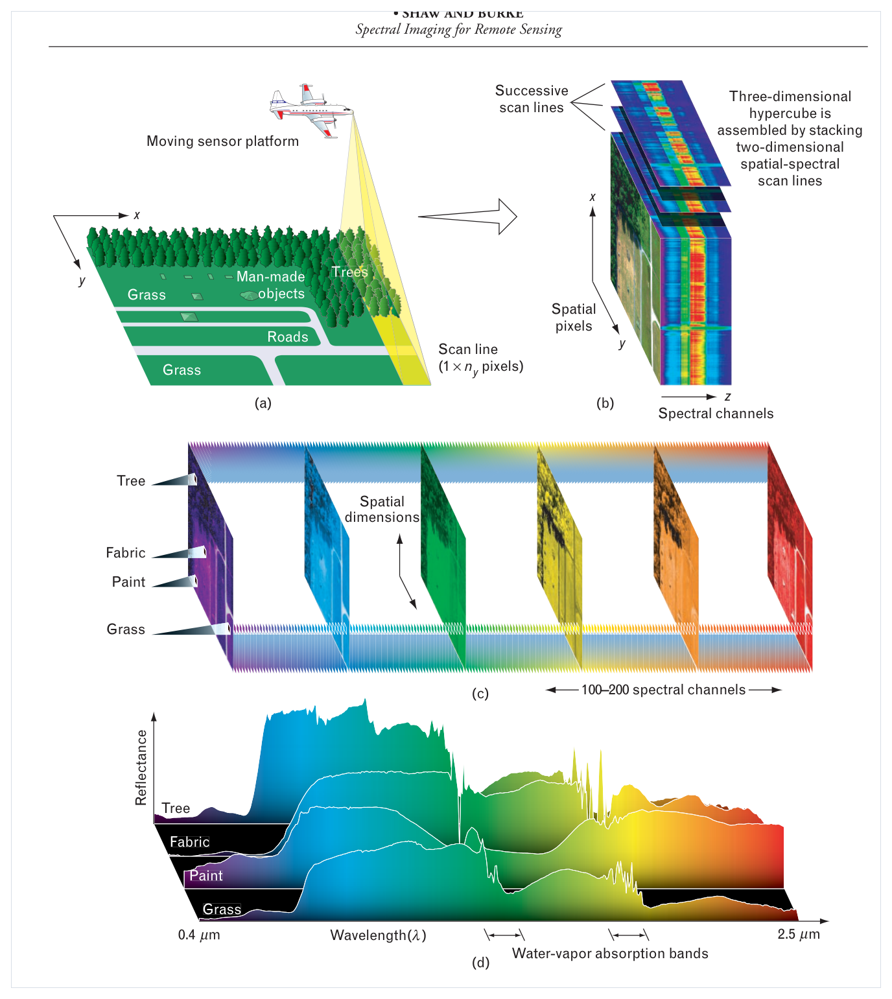 • SHAW AND BURKE
Spectral Imaging for Remote Sensing
Moving sensor platform
x
y
Trees
Man-made
objects
Grass
Roads
Grass
Scan line
(1 × ny pixels)
(a)
Successive
scan lines
Three-dimensional
hypercube is
assembled by stacking
two-dimensional
spatial-spectral
scan lines
x
Spatial
pixels
y
z
Spectral channels
(b)
Tree
Fabric
Paint
Grass
Spatial
dimensions
100–200 spectral channels
(c)
Reflectance
Tree
Fabric
Paint
Grass
0.4 μm
Wavelength(λ)
2.5 μm
Water-vapor absorption bands
(d)